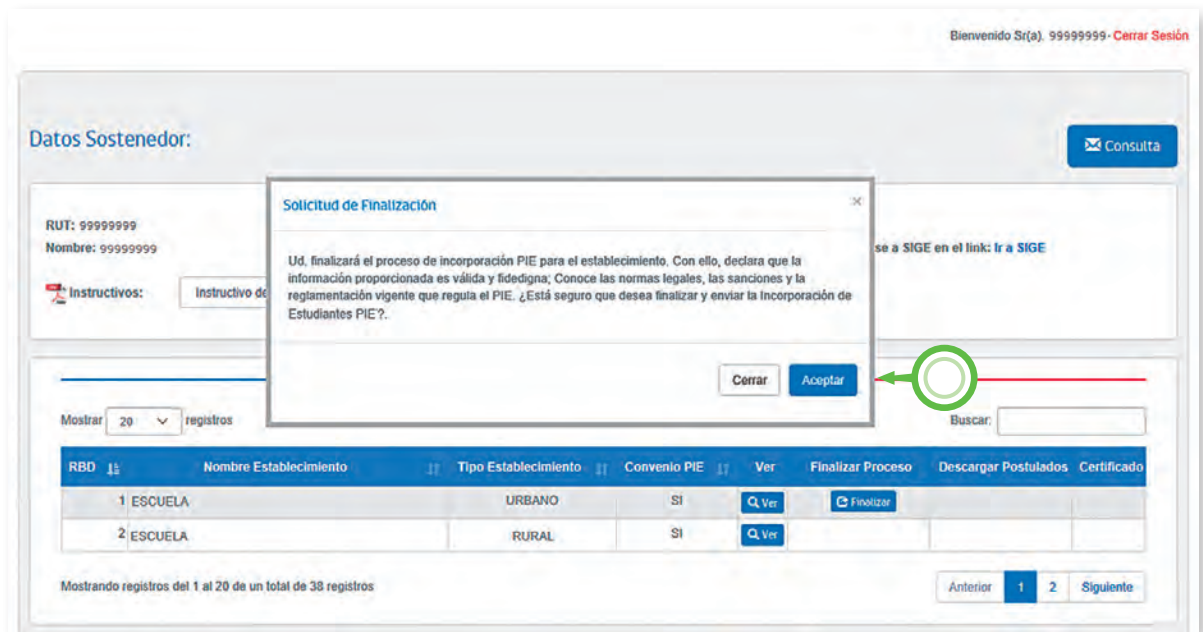 Bienvenido Sr(a). 99999999- Cerrar Sesión
Datos Sostenedor:
Consulta
Solicitud de Finalización ×
RUT: 99999999
Nombre: 99999999
se a SIGE en el link: Ir a SIGE
Ud. finalizará el proceso de incorporación PIE para el establecimiento. Con ello, declara que la
información proporcionada es válida y fidedigna; Conoce las normas legales, las sanciones y la
reglamentación vigente que regula el PIE. ¿Está seguro que desea finalizar y enviar la Incorporación de
Estudiantes PIE?.
Instructivos: Instructivo de
Cerrar Aceptar
Mostrar 20 registros Buscar:
RBD Nombre Establecimiento Tipo Establecimiento Convenio PIE Ver Finalizar Proceso Descargar Postulados Certificado
1 ESCUELA URBANO SI Ver Finalizar
2 ESCUELA RURAL SI Ver
Mostrando registros del 1 al 20 de un total de 38 registros Anterior 1 2 Siguiente